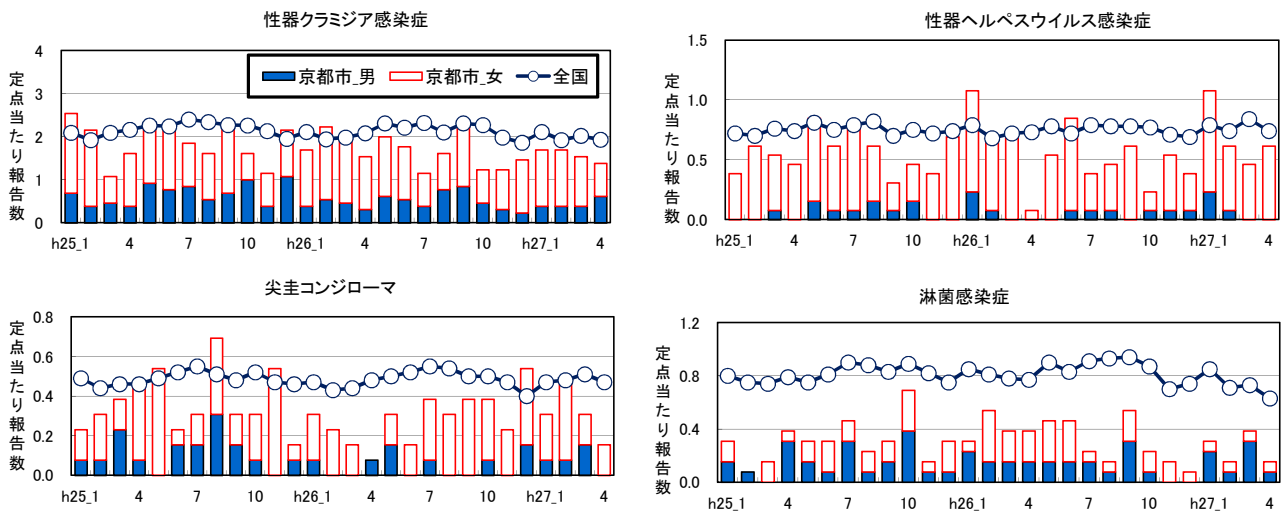 性器クラミジア感染症
定点当たり報告数
4
3
2
1
0
京都市_男 京都市_女 全国
h25_1 4 7 10 h26_1 4 7 10 h27_1 4
性器ヘルペスウイルス感染症
定点当たり報告数
1.5
1.0
0.5
0.0
h25_1 4 7 10 h26_1 4 7 10 h27_1 4
尖圭コンジローマ
定点当たり報告数
0.8
0.6
0.4
0.2
0.0
h25_1 4 7 10 h26_1 4 7 10 h27_1 4
淋菌感染症
定点当たり報告数
1.2
0.8
0.4
0.0
h25_1 4 7 10 h26_1 4 7 10 h27_1 4